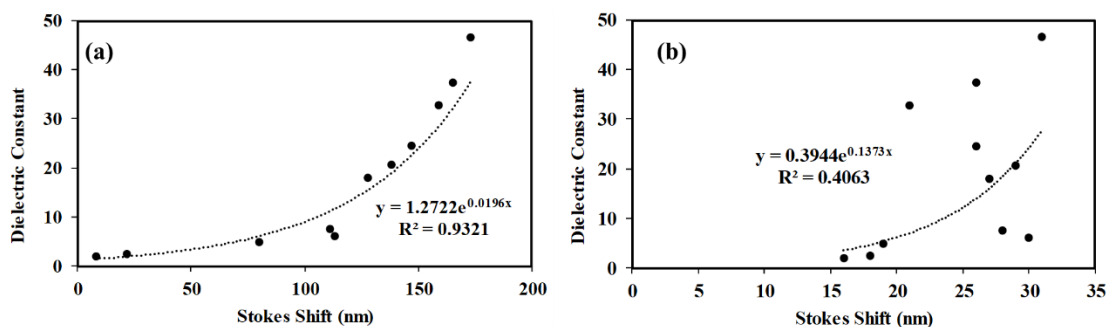 (a)
Dielectric Constant
50
40
30
20
10
0
y = 1.2722e^0.0196x
R² = 0.9321
0 50 100 150 200
Stokes Shift (nm)
(b)
Dielectric Constant
50
40
30
20
10
0
y = 0.3944e^0.1373x
R² = 0.4063
0 5 10 15 20 25 30 35
Stokes Shift (nm)